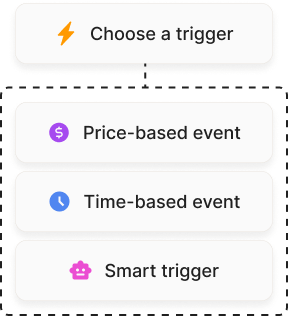 Choose a trigger
Price-based event
Time-based event
Smart trigger